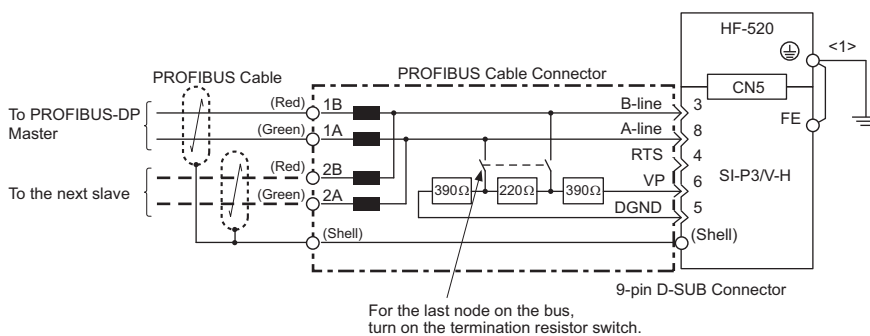 HF-520
<1>
PROFIBUS Cable
PROFIBUS Cable Connector
CN5
To PROFIBUS-DP
Master
(Red)
1B
B-line
3
(Green)
1A
A-line
8
FE
RTS
4
(Red)
2B
VP
6
SI-P3/V-H
To the next slave
(Green)
2A
390Ω
220Ω
390Ω
DGND
5
(Shell)
(Shell)
9-pin D-SUB Connector
For the last node on the bus,
turn on the termination resistor switch.